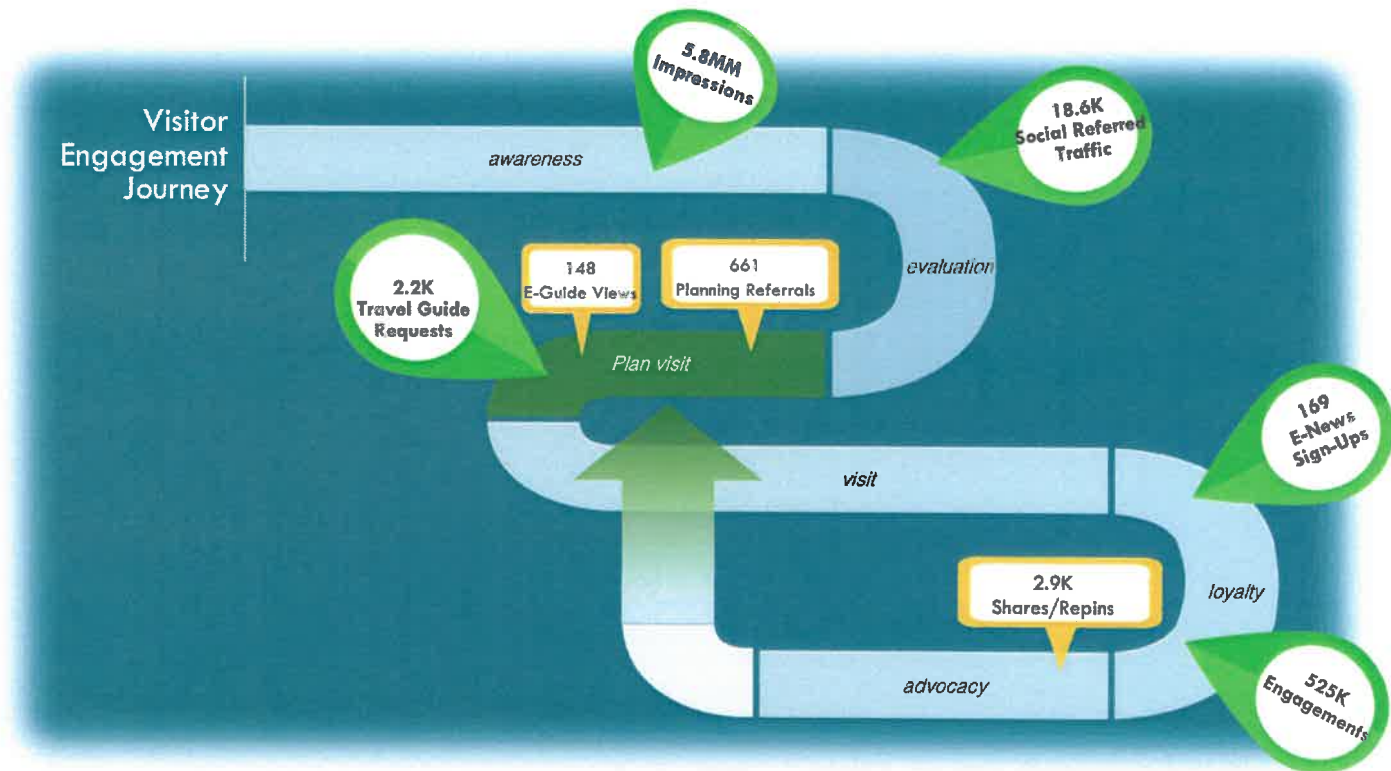 Visitor
Engagement
Journey
5.8MM
Impressions
awareness
18.6K
Social Referred
Traffic
evaluation
2.2K
Travel Guide
Requests
148
E-Guide Views
661
Planning Referrals
Plan visit
visit
169
E-News
Sign-Ups
loyalty
2.9K
Shares/Repins
advocacy
525K
Engagements